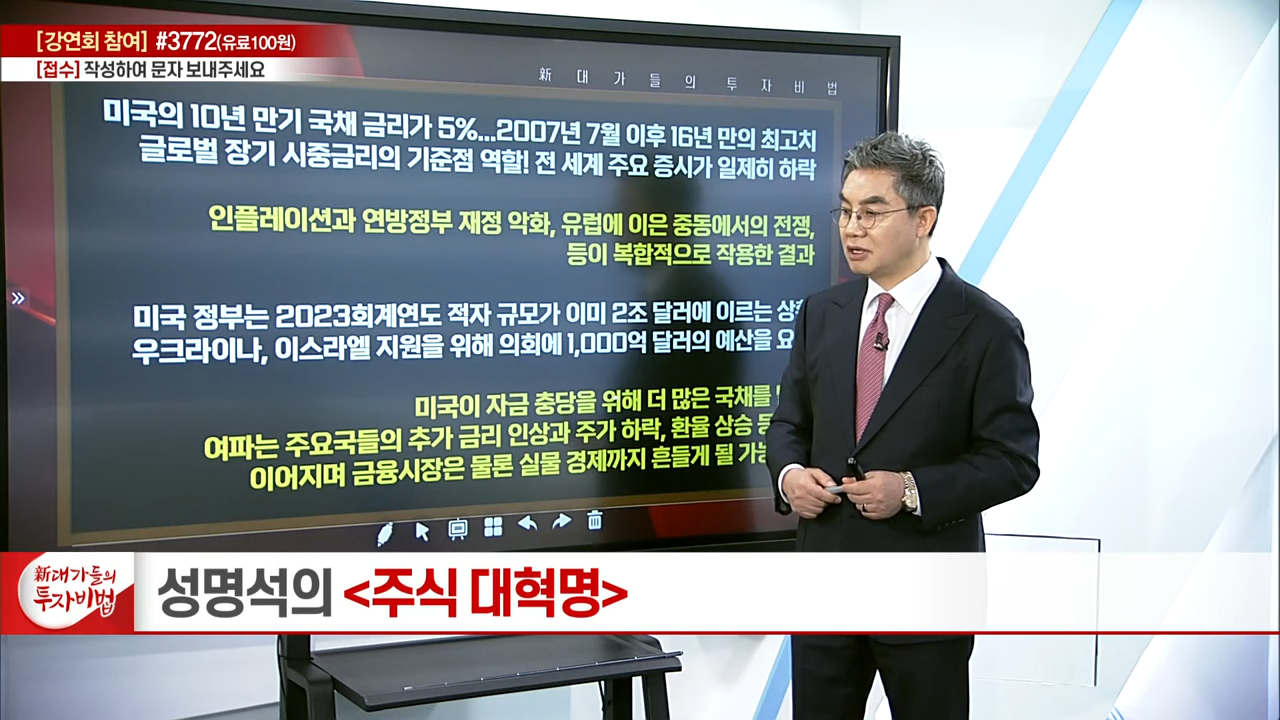 [강연회 참여] #3772(유료100원)
[접수] 작성하여 문자 보내주세요
新 대 가 들 의 투 자 비 법
미국의 10년 만기 국채 금리가 5%...2007년 7월 이후 16년 만의 최고치
글로벌 장기 시중금리의 기준점 역할! 전 세계 주요 증시가 일제히 하락
인플레이션과 연방정부 재정 악화, 유럽에 이은 중동에서의 전쟁,
등이 복합적으로 작용한 결과
미국 정부는 2023회계연도 적자 규모가 이미 2조 달러에 이르는
우크라이나, 이스라엘 지원을 위해 의회에 1,000억 달러의 예산을
미국이 자금 충당을 위해 더 많은 국채를
여파는 주요국들의 추가 금리 인상과 주가 하락, 환율 상승
이어지며 금융시장은 물론 실물 경제까지 흔들게 될
新대가들의
투자비법
성명석의 <주식 대혁명>